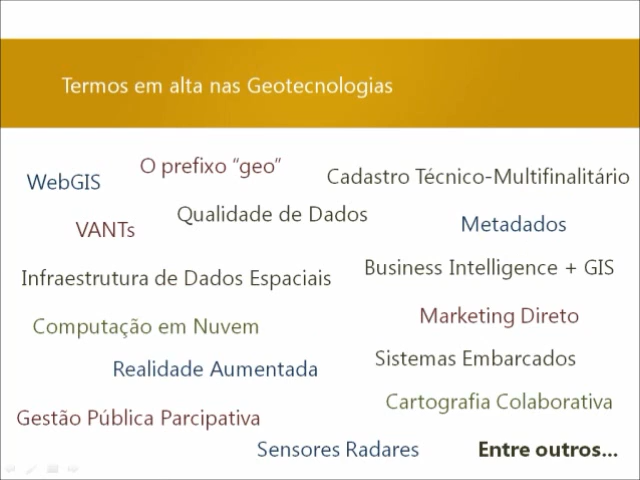 Termos em alta nas Geotecnologias
O prefixo “geo”
WebGIS
Cadastro Técnico-Multifinalitário
Qualidade de Dados
VANTs
Metadados
Infraestrutura de Dados Espaciais
Business Intelligence + GIS
Computação em Nuvem
Marketing Direto
Realidade Aumentada
Sistemas Embarcados
Gestão Pública Parcipativa
Cartografia Colaborativa
Sensores Radares
Entre outros...